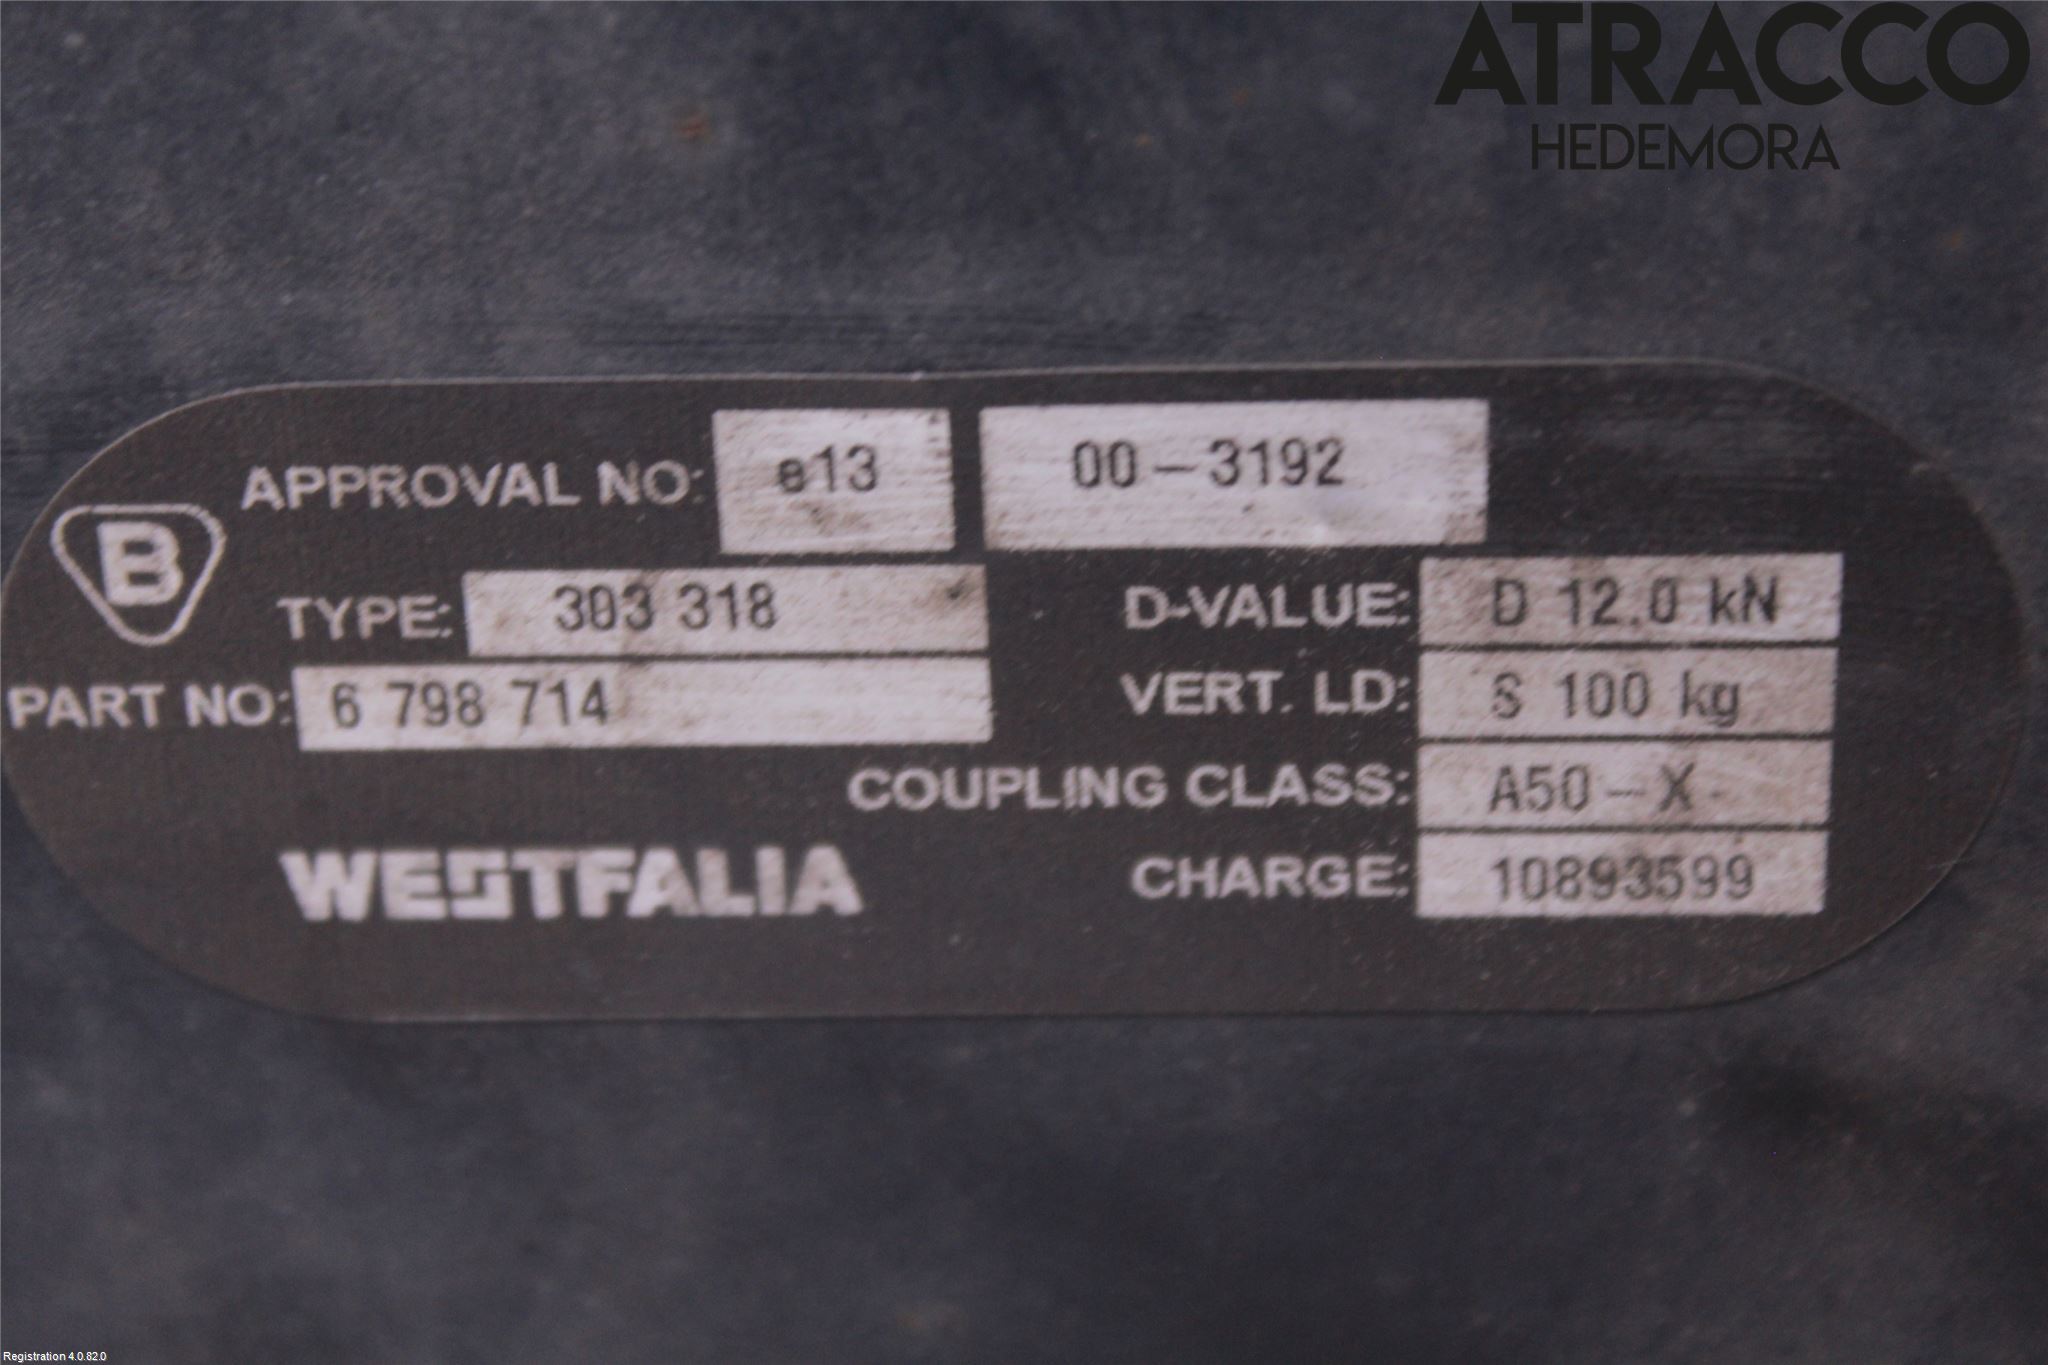 ATRACCO
HEDEMORA
APPROVAL NO: e13 00-3192
B
TYPE: 303 318 D-VALUE: D 12.0 kN
PART NO: 6 798 714 VERT. LD: S 100 kg
COUPLING CLASS: A50-X
WESTFALIA CHARGE: 10893599
Registration 4.0.82.0